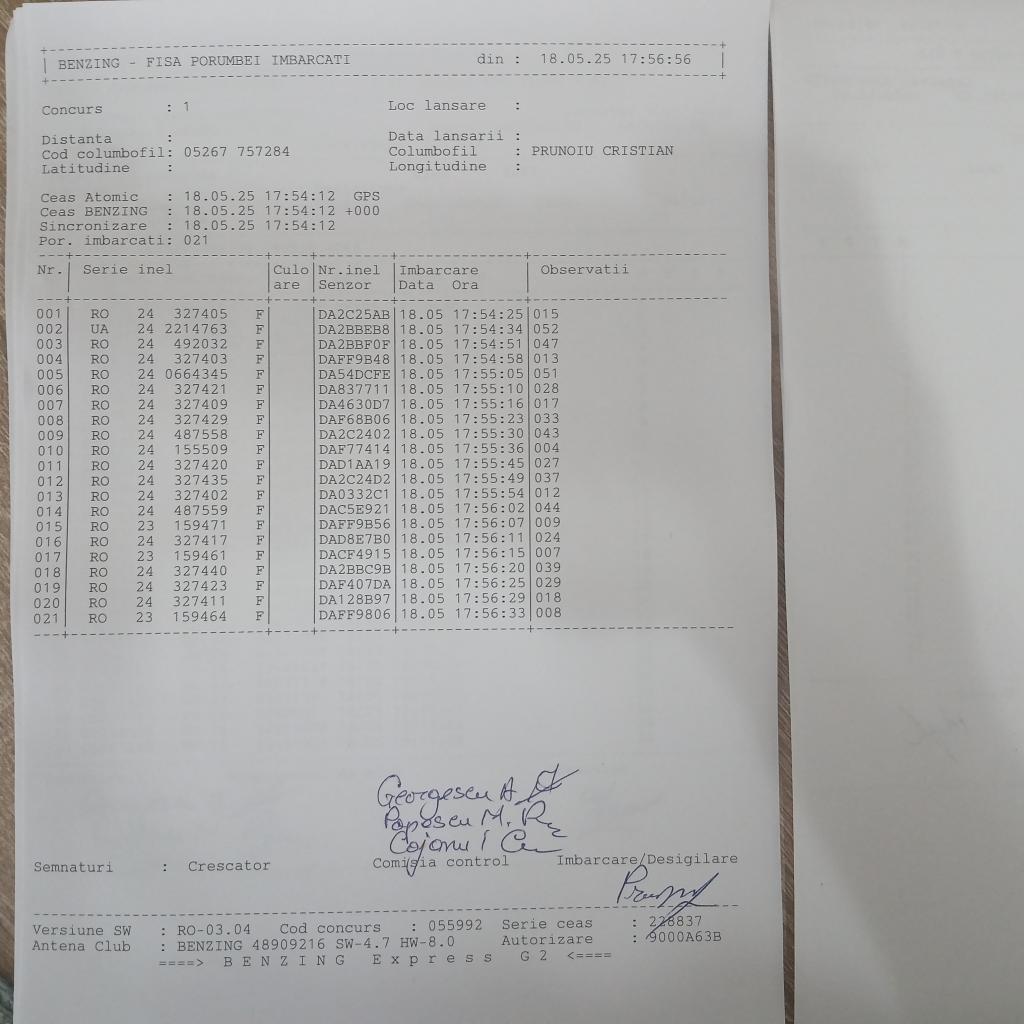 BENZING - FISA PORUMBEI IMBARCATI din : 18.05.25 17:56:56
Concurs : 1 Loc lansare :
Distanta : Data lansarii :
Cod columbofil: 05267 757284 Columbofil : PRUNOIU CRISTIAN
Latitudine : Longitudine :
Ceas Atomic : 18.05.25 17:54:12 GPS
Ceas BENZING : 18.05.25 17:54:12 +000
Sincronizare : 18.05.25 17:54:12
Por. imbarcati: 021
Nr.| Serie inel |Culo|Nr.inel |Imbarcare | Observatii
| |are |Senzor |Data Ora |
001| RO 24 327405 F| |DA2C25AB|18.05 17:54:25|015
002| UA 24 2214763 F| |DA2BBEB8|18.05 17:54:34|052
003| RO 24 492032 F| |DA2BBF0F|18.05 17:54:51|047
004| RO 24 327403 F| |DAFF9B48|18.05 17:54:58|013
005| RO 24 0664345 F| |DA54DCFE|18.05 17:55:05|051
006| RO 24 327421 F| |DA837711|18.05 17:55:10|028
007| RO 24 327409 F| |DA4630D7|18.05 17:55:16|017
008| RO 24 327429 F| |DAF68B06|18.05 17:55:23|033
009| RO 24 487558 F| |DA2C2402|18.05 17:55:30|043
010| RO 24 155509 F| |DAF77414|18.05 17:55:36|004
011| RO 24 327420 F| |DAD1AA19|18.05 17:55:45|027
012| RO 24 327435 F| |DA2C24D2|18.05 17:55:49|037
013| RO 24 327402 F| |DA0332C1|18.05 17:55:54|012
014| RO 24 487559 F| |DAC5E921|18.05 17:56:02|044
015| RO 23 159471 F| |DAFF9B56|18.05 17:56:07|009
016| RO 24 327417 F| |DAD8E7B0|18.05 17:56:11|024
017| RO 23 159461 F| |DACF4915|18.05 17:56:15|007
018| RO 24 327440 F| |DA2BBC9B|18.05 17:56:20|039
019| RO 24 327423 F| |DAF407DA|18.05 17:56:25|029
020| RO 24 327411 F| |DA128B97|18.05 17:56:29|018
021| RO 23 159464 F| |DAFF9806|18.05 17:56:33|008
Georgescu A
Popescu M.
Cojanu I
Semnaturi : Crescator Comisia control Imbarcare/Desigilare
Versiune SW : RO-03.04 Cod concurs : 055992 Serie ceas : 228837
Antena Club : BENZING 48909216 SW-4.7 HW-8.0 Autorizare : 9000A63B
====> B E N Z I N G E x p r e s s G 2 <====